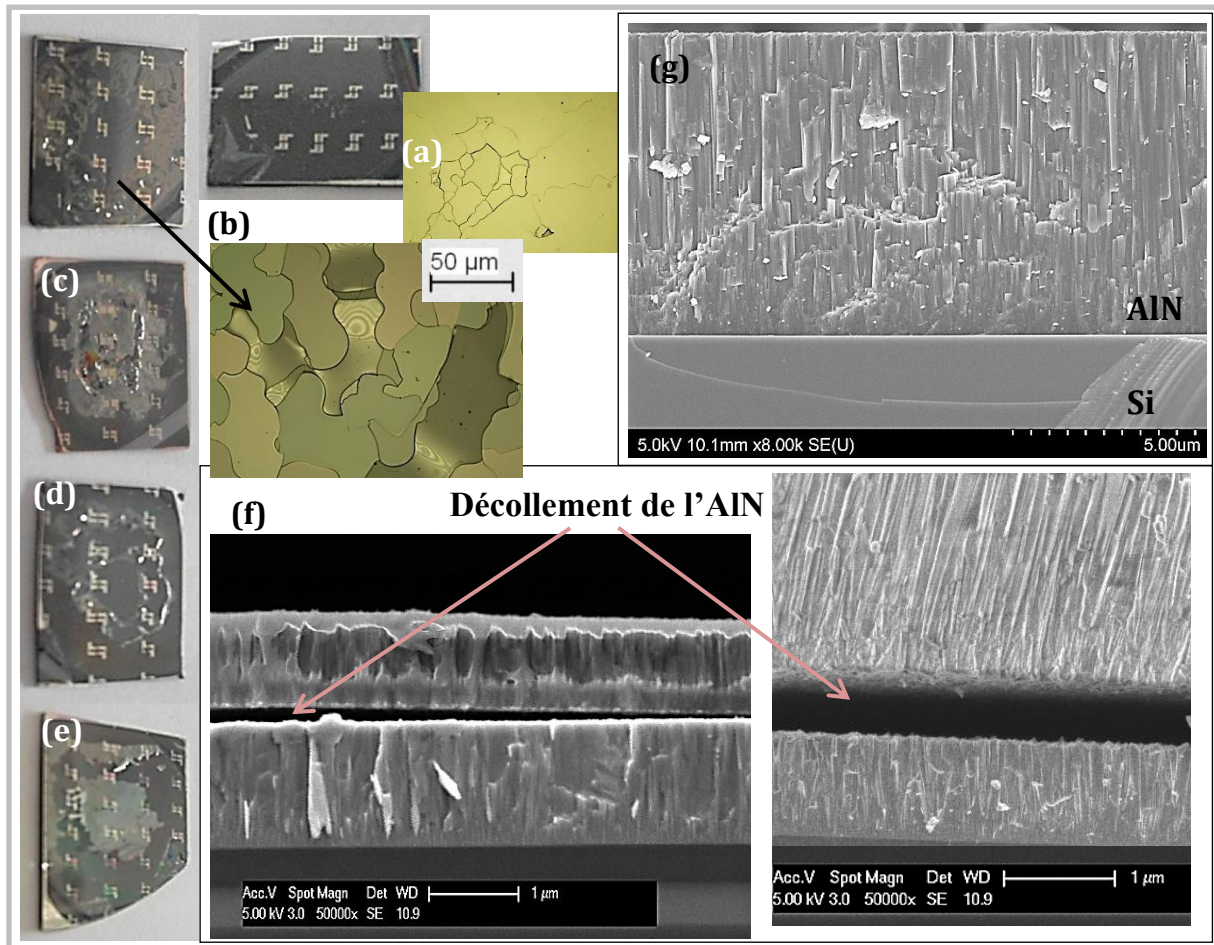 (a)
(b)
50 µm
(c)
(d)
(e)
(g)
AlN
Si
5.0kV 10.1mm x8.00k SE(U)
5.00um
(f)
Décollement de l’AlN
Acc.V Spot Magn Det WD
1 µm
5.00 kV 3.0 50000x SE 10.9
Acc.V Spot Magn Det WD
1 µm
5.00 kV 3.0 50000x SE 10.9